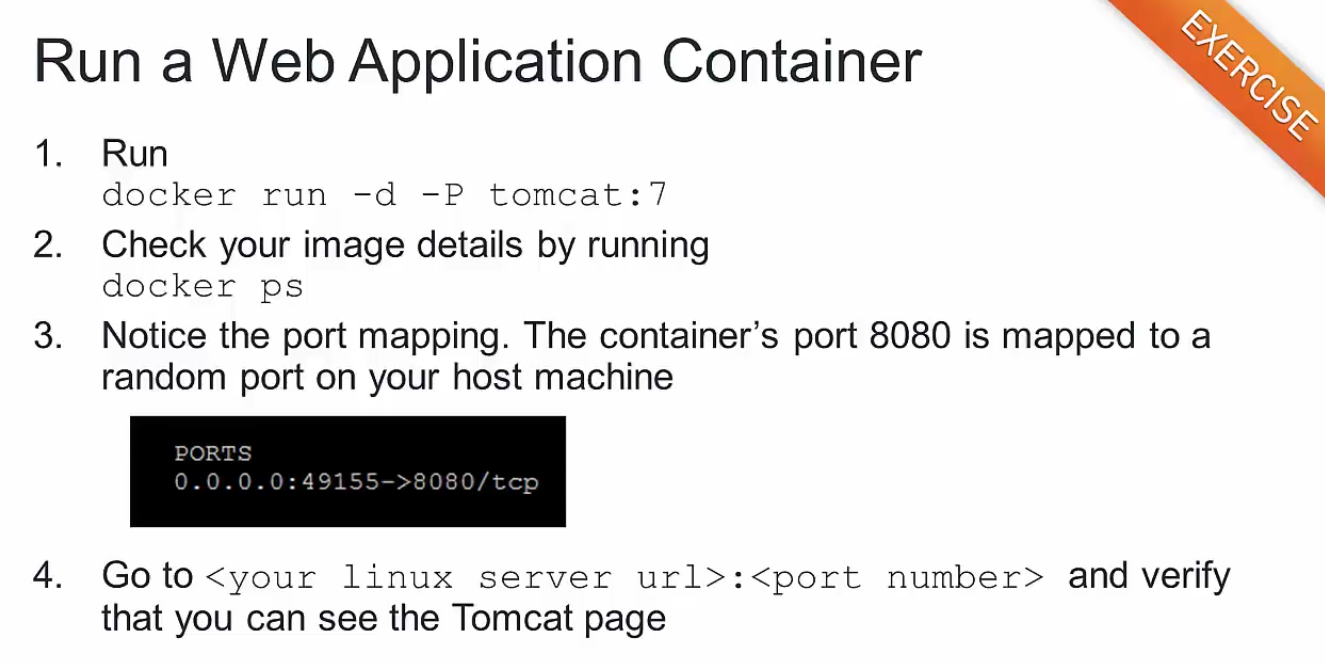 EXERCISE
Run a Web Application Container
1. Run
docker run -d -P tomcat:7
2. Check your image details by running
docker ps
3. Notice the port mapping. The container’s port 8080 is mapped to a
random port on your host machine
PORTS
0.0.0.0:49155->8080/tcp
4. Go to <your linux server url>:<port number> and verify
that you can see the Tomcat page